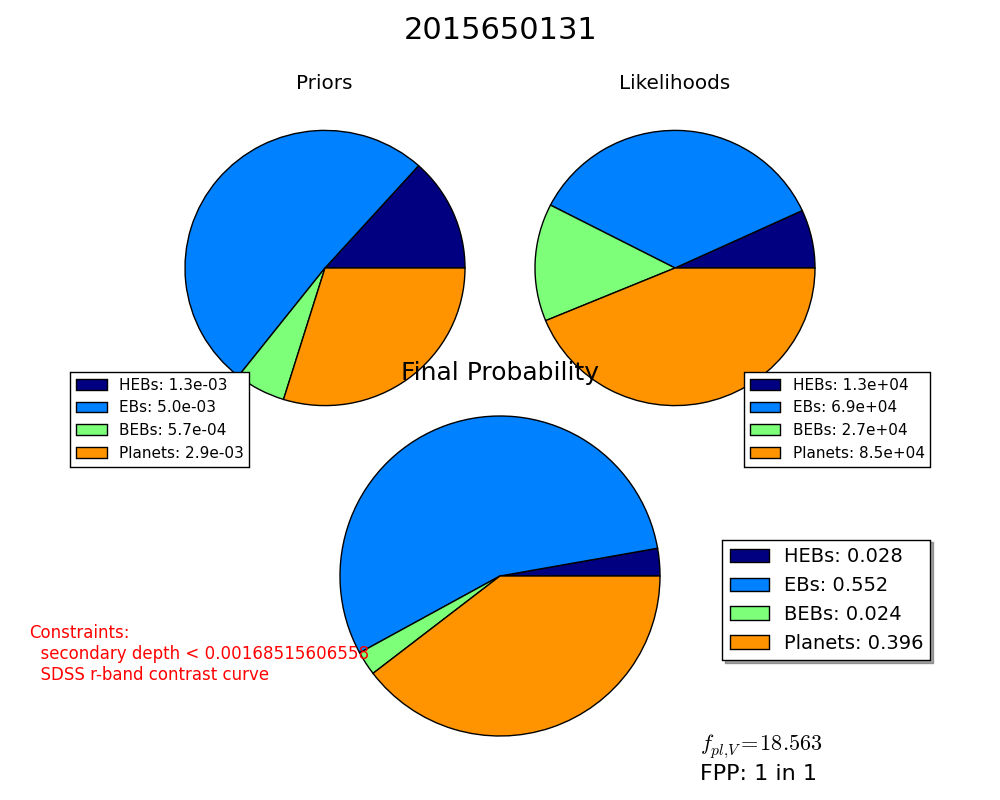 2015650131
Priors
Likelihoods
HEBs: 1.3e-03
EBs: 5.0e-03
BEBs: 5.7e-04
Planets: 2.9e-03
HEBs: 1.3e+04
EBs: 6.9e+04
BEBs: 2.7e+04
Planets: 8.5e+04
Final Probability
HEBs: 0.028
EBs: 0.552
BEBs: 0.024
Planets: 0.396
Constraints:
secondary depth < 0.00168515606558
SDSS r-band contrast curve
f_{pl,V} = 18.563
FPP: 1 in 1